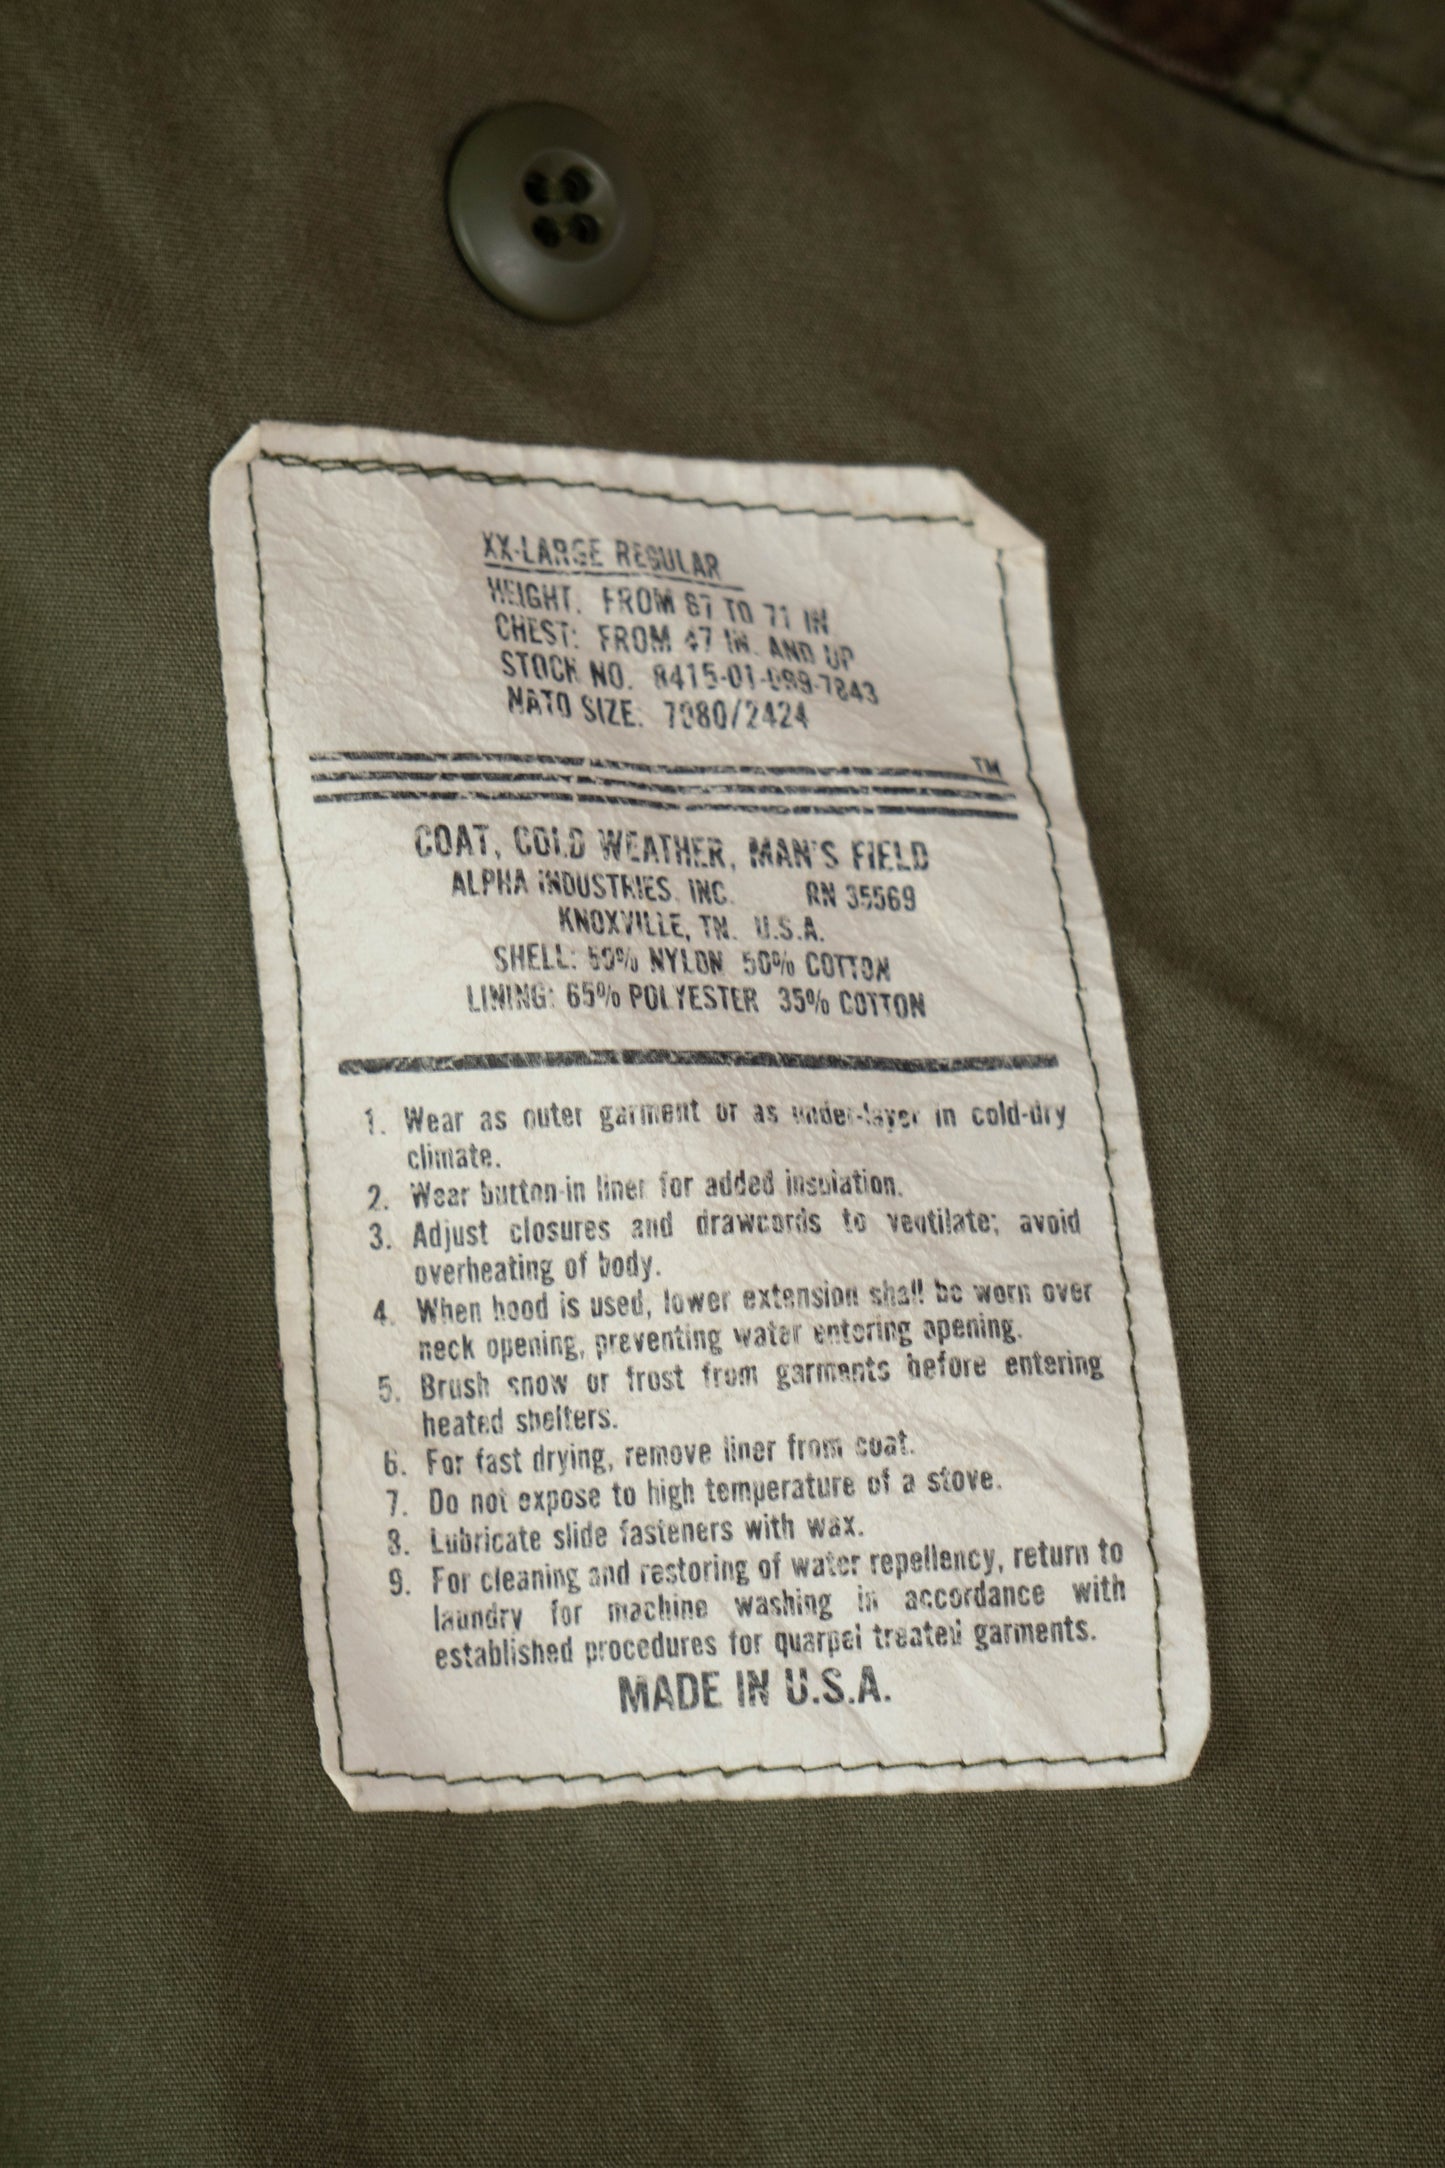 XX-LARGE REGULAR
HEIGHT: FROM 67 TO 71 IN
CHEST: FROM 47 IN. AND UP
STOCK NO. 8415-01-099-7843
NATO SIZE: 7080/2424
TM
COAT, COLD WEATHER, MAN'S FIELD
ALPHA INDUSTRIES, INC. RN 35569
KNOXVILLE, TN. U.S.A.
SHELL: 50% NYLON 50% COTTON
LINING: 65% POLYESTER 35% COTTON
1. Wear as outer garment or as under-layer in cold-dry
climate.
2. Wear button-in liner for added insulation.
3. Adjust closures and drawcords to ventilate; avoid
overheating of body.
4. When hood is used, lower extension shall be worn over
neck opening, preventing water entering opening.
5. Brush snow or frost from garments before entering
heated shelters.
6. For fast drying, remove liner from coat.
7. Do not expose to high temperature of a stove.
8. Lubricate slide fasteners with wax.
9. For cleaning and restoring of water repellency, return to
laundry for machine washing in accordance with
established procedures for quarpel treated garments.
MADE IN U.S.A.